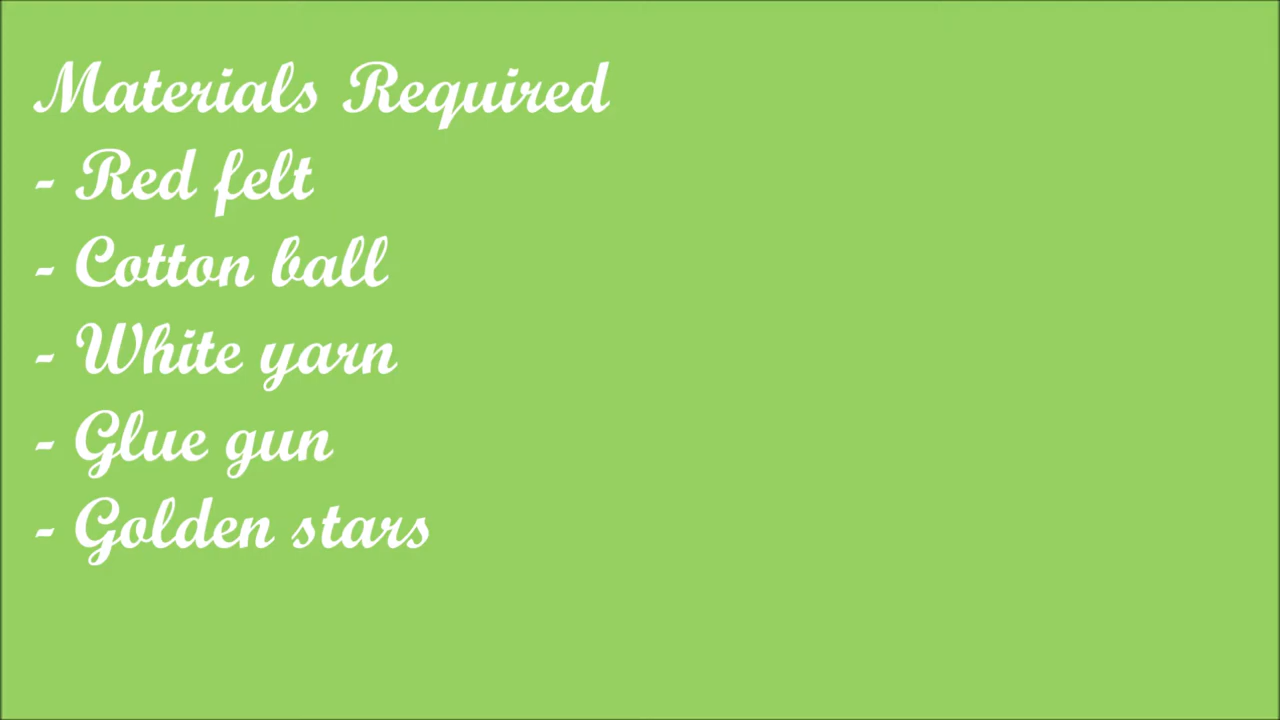 Materials Required
- Red felt
- Cotton ball
- White yarn
- Glue gun
- Golden stars